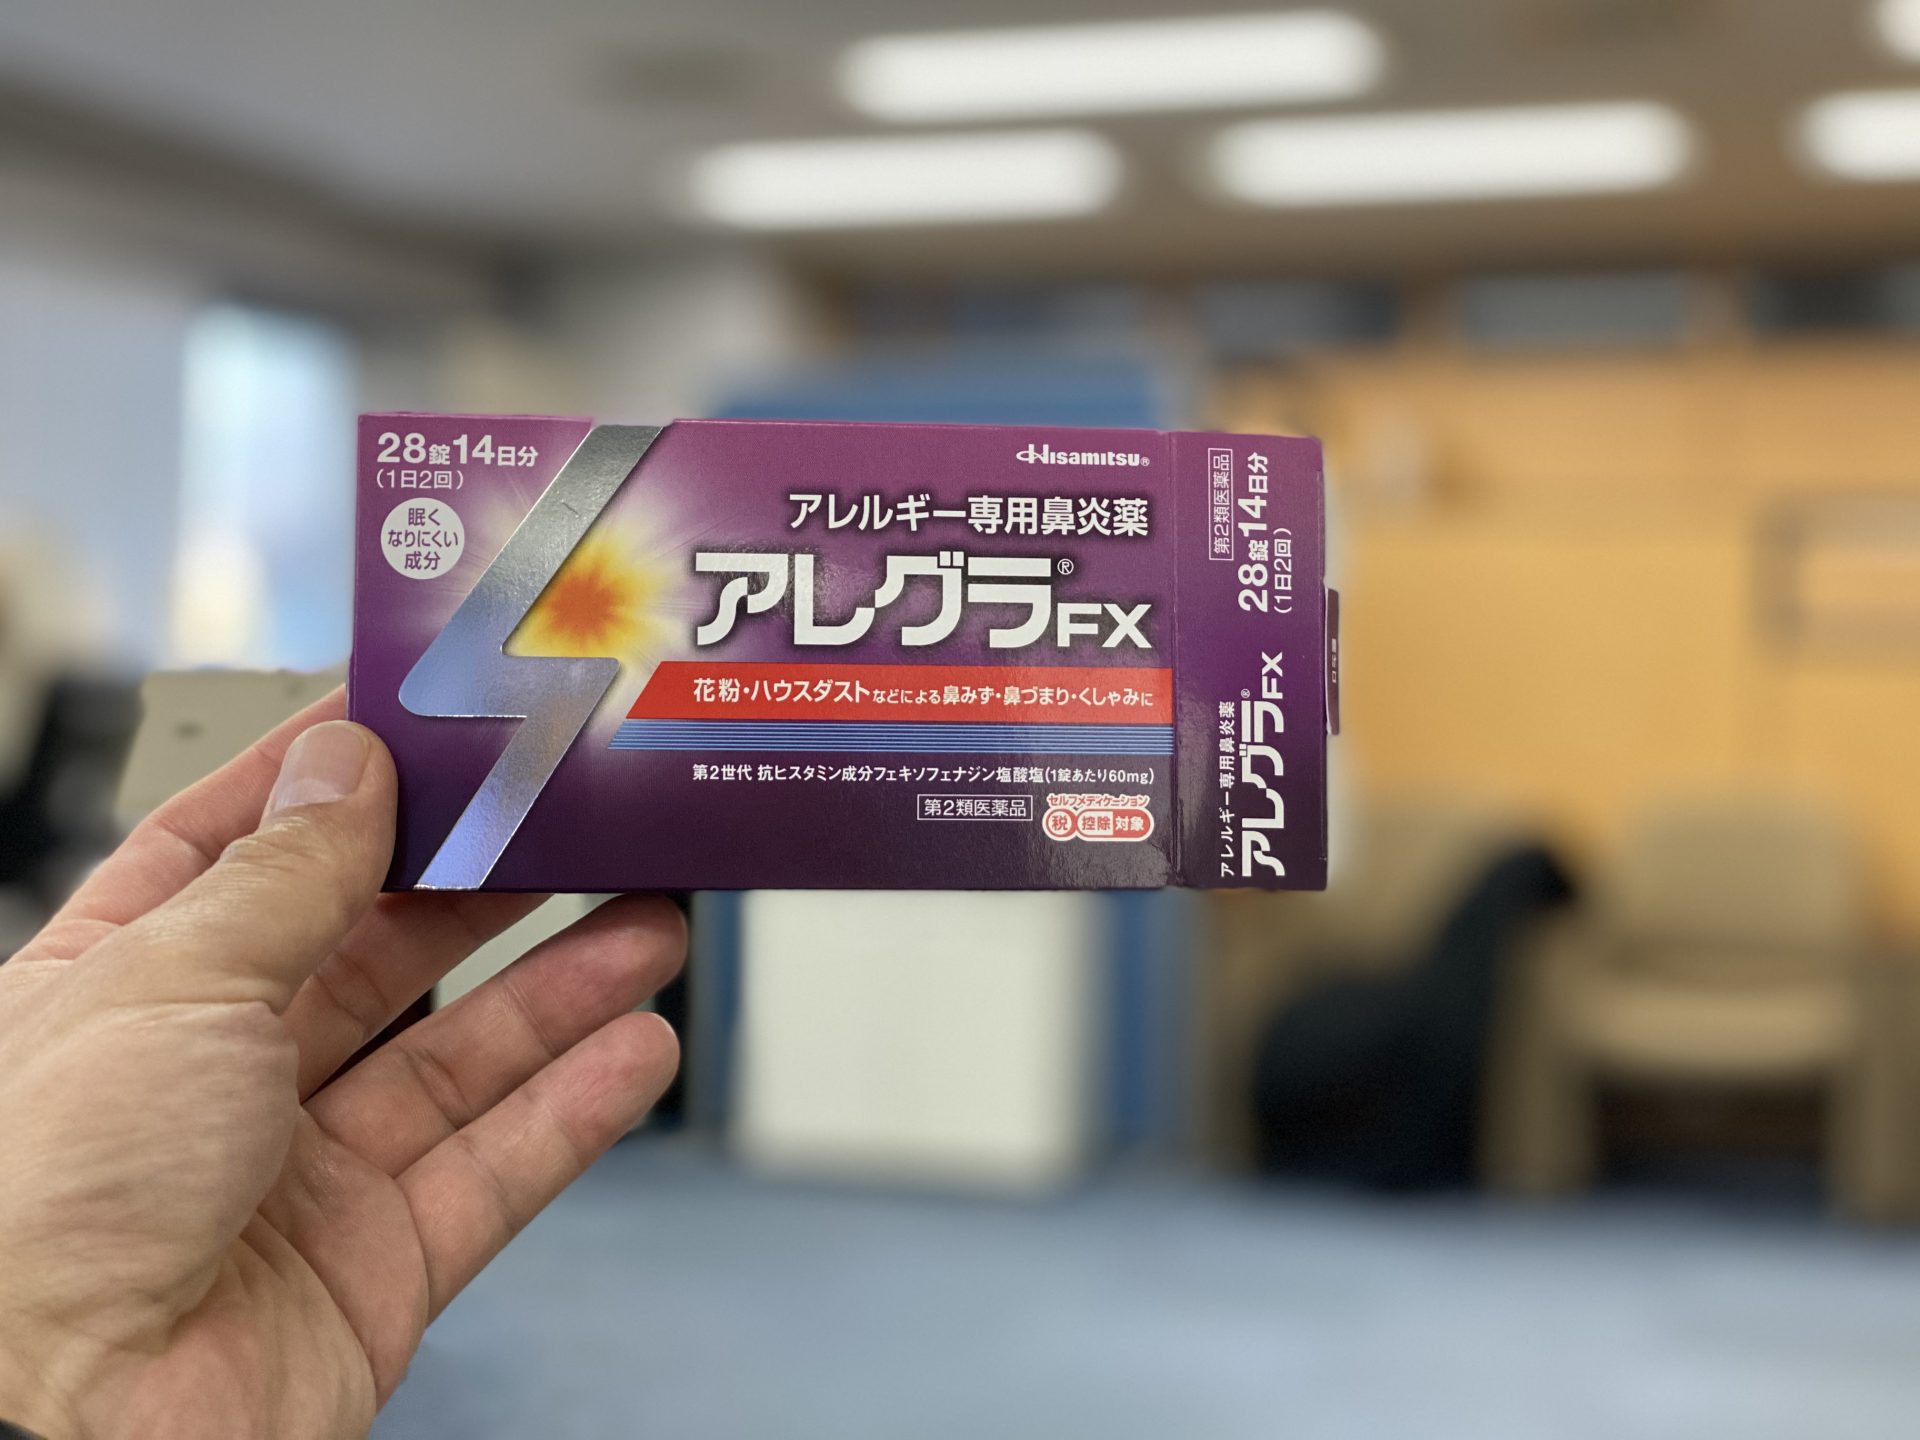 28錠14日分
(1日2回)
眠く
なりにくい
成分
Hisamitsu®
アレルギー専用鼻炎薬
アレグラ®FX
花粉・ハウスダストなどによる鼻みず・鼻づまり・くしゃみに
第2世代 抗ヒスタミン成分フェキソフェナジン塩酸塩(1錠あたり60mg)
第2類医薬品
セルフメディケーション
税 控除 対象
第2類医薬品
28錠14日分
(1日2回)
アレルギー専用鼻炎薬
アレグラ®FX